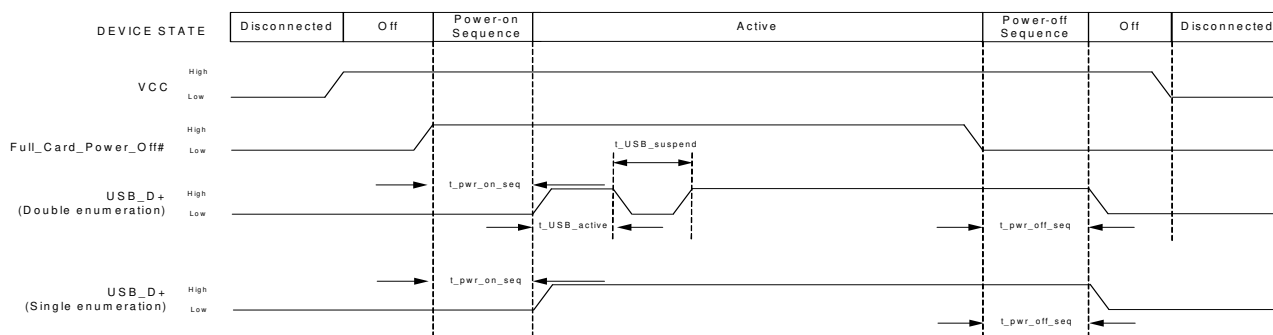 DEVICE STATE
Disconnected
Off
Power-on
Sequence
Active
Power-off
Sequence
Off
Disconnected
VCC
High
Low
Full_Card_Power_Off#
High
Low
t_USB_suspend
USB_D+
(Double enumeration)
High
Low
t_pwr_on_seq
t_USB_active
t_pwr_off_seq
USB_D+
(Single enumeration)
High
Low
t_pwr_on_seq
t_pwr_off_seq